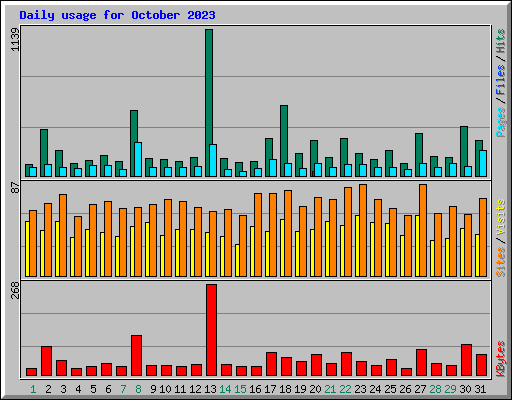 Daily usage for October 2023
1139
Pages / Files / Hits
87
Sites / Visits
268
KBytes
1 2 3 4 5 6 7 8 9 10 11 12 13 14 15 16 17 18 19 20 21 22 23 24 25 26 27 28 29 30 31